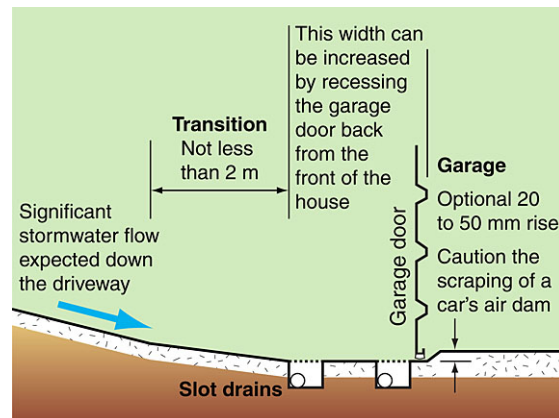 This width can
be increased
by recessing
the garage
door back
from the
front of the
house
Transition
Not less
than 2 m
Garage
Optional 20
to 50 mm rise
Caution the
scraping of a
car's air dam
Significant
stormwater flow
expected down
the driveway
Garage door
Slot drains